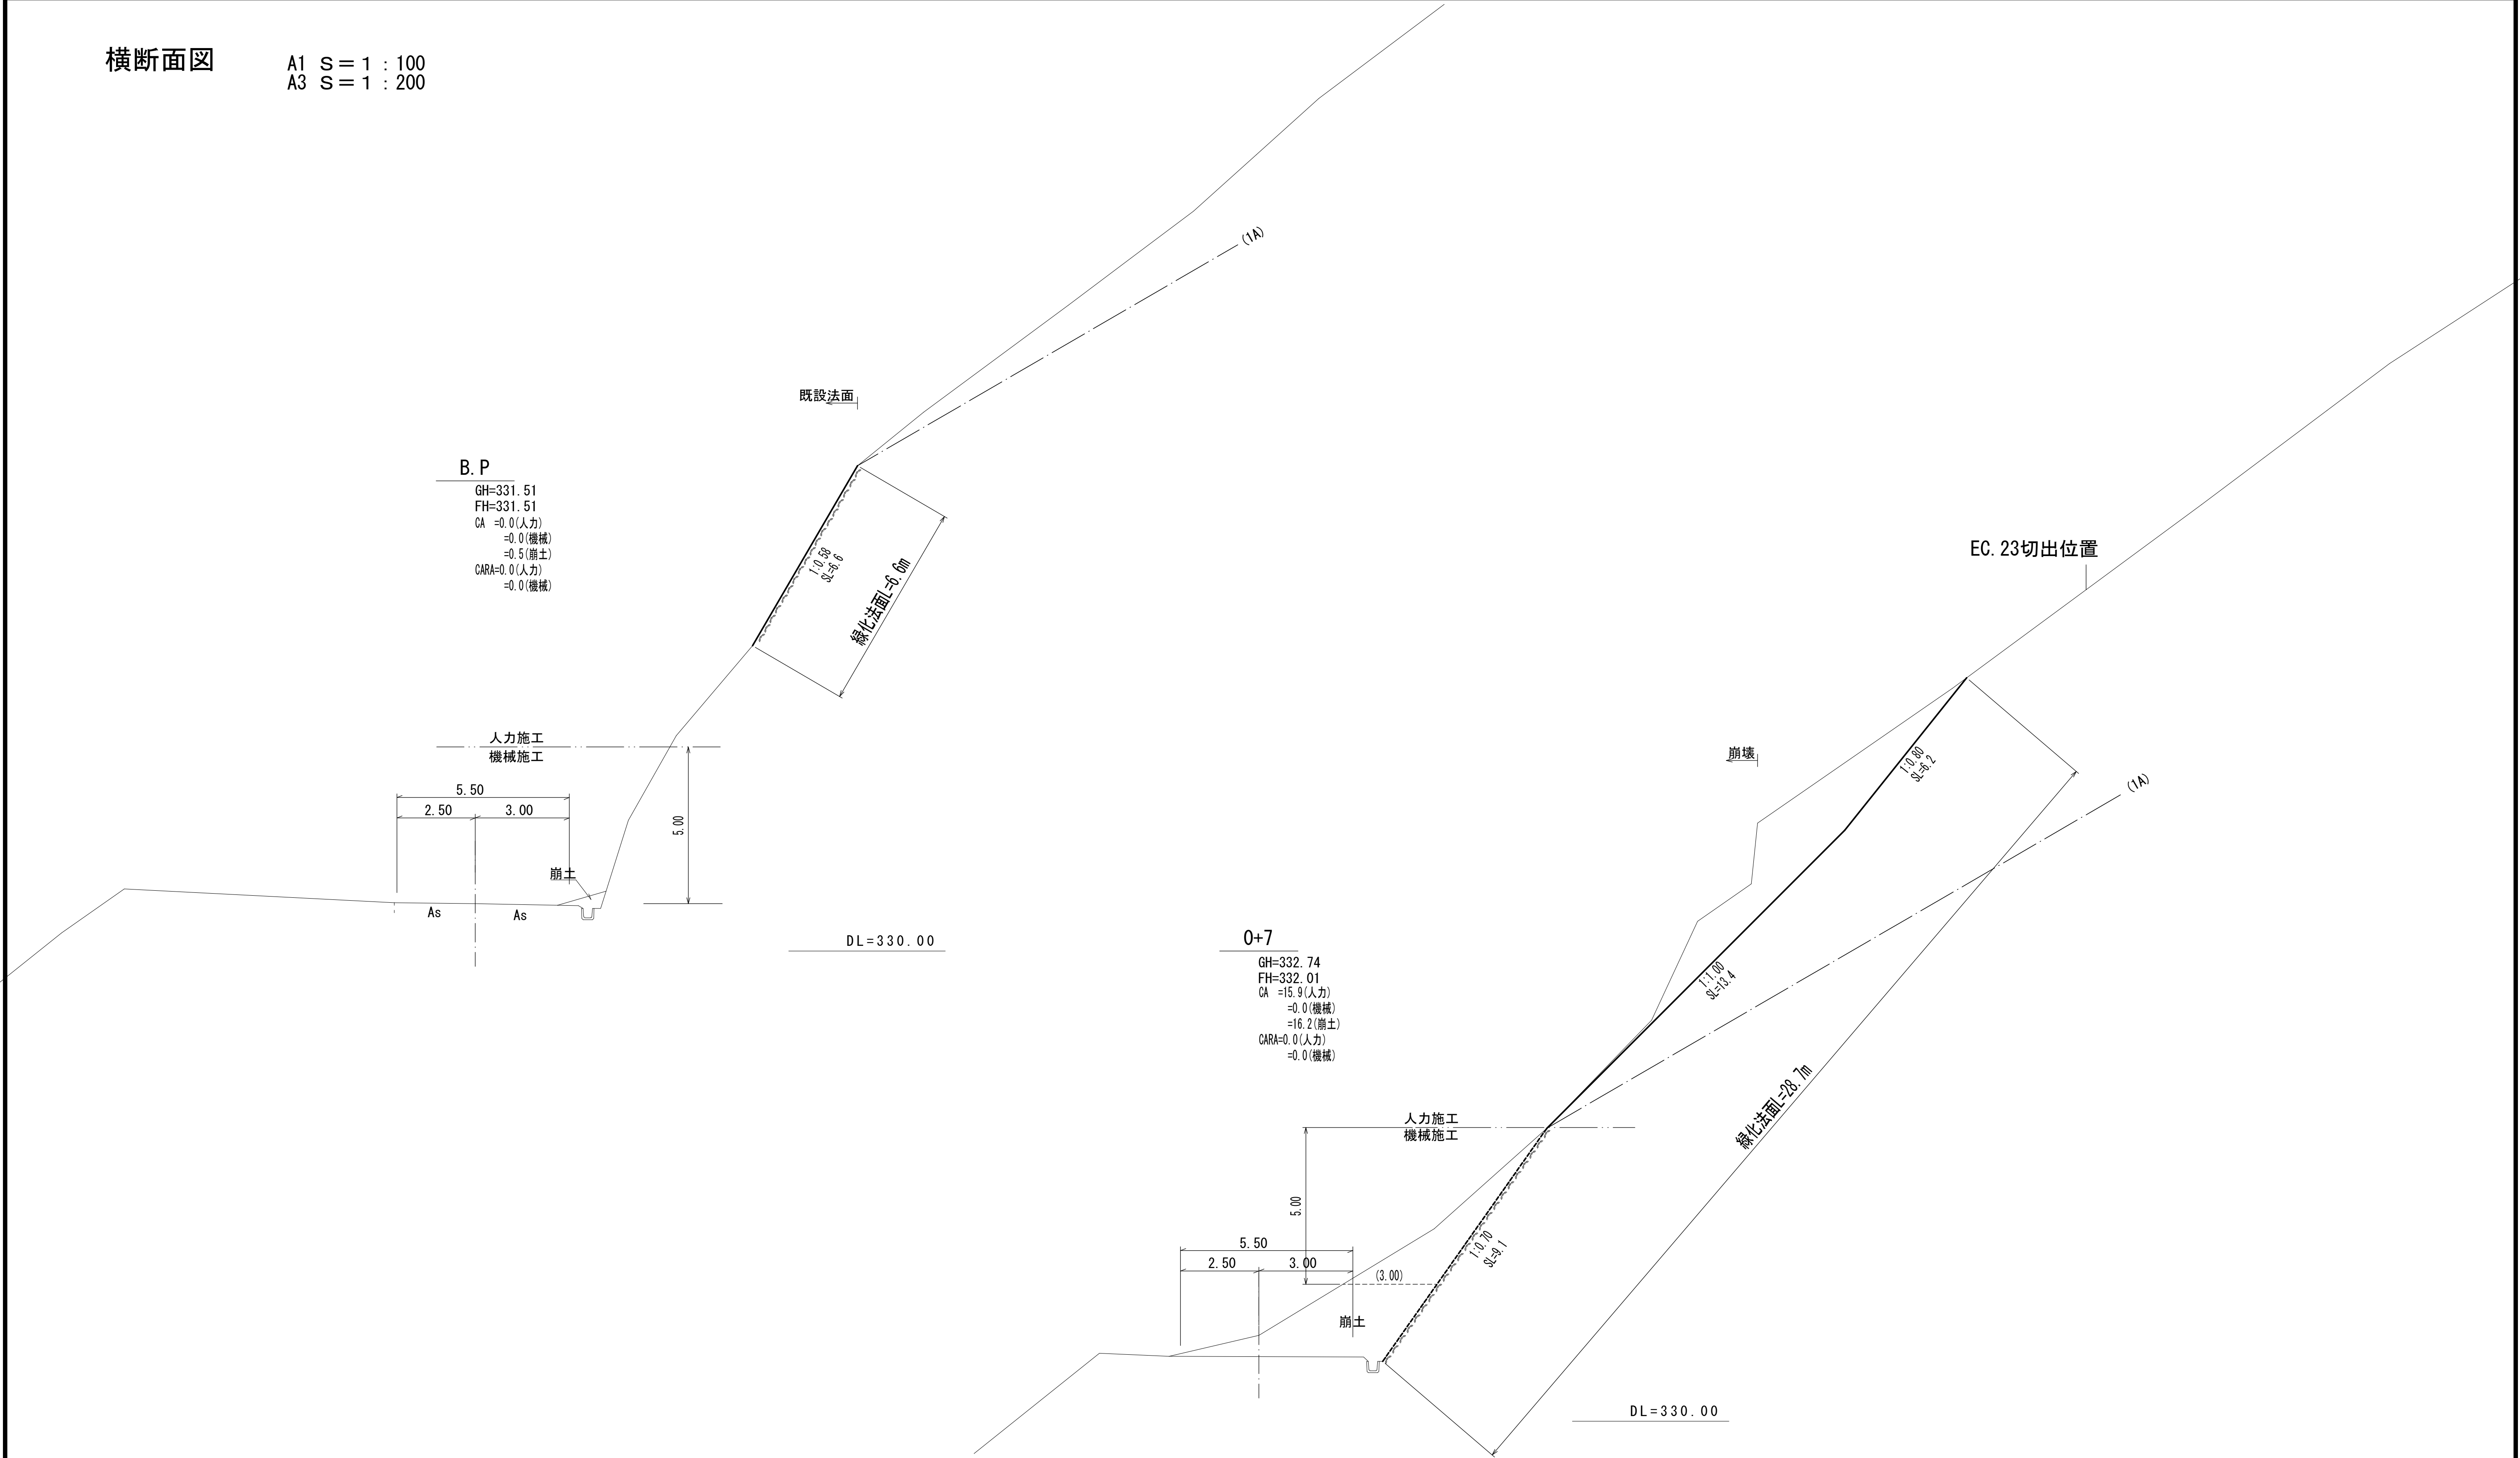 横断面図
A1 S=1:100
A3 S=1:200
(1A)
既設法面
B.P
GH=331.51
FH=331.51
CA =0.0(人力)
=0.0(機械)
=0.5(崩土)
CARA=0.0(人力)
=0.0(機械)
1:0.58
SL=6.6
緑化法面L=6.6m
人力施工
機械施工
5.50
2.50
3.00
5.00
崩土
As
As
DL=330.00
EC.23切出位置
崩壊
1:0.80
SL=6.2
(1A)
0+7
GH=332.74
FH=332.01
CA =15.9(人力)
=0.0(機械)
=16.2(崩土)
CARA=0.0(人力)
=0.0(機械)
1:1.00
SL=13.4
緑化法面L=28.7m
人力施工
機械施工
5.00
5.50
2.50
3.00
(3.00)
1:0.70
SL=9.1
崩土
DL=330.00